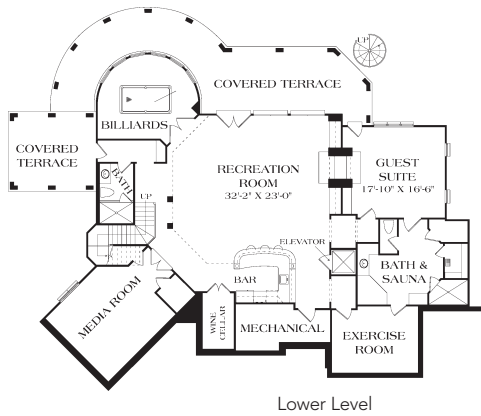 UP
COVERED TERRACE
BILLIARDS
COVERED
TERRACE
BATH
UP
RECREATION
ROOM
32'-2" X 23'-0"
GUEST
SUITE
17'-10" X 16'-6"
ELEVATOR
BAR
BATH &
SAUNA
MEDIA ROOM
WINE
CELLAR
MECHANICAL
EXERCISE
ROOM
Lower Level